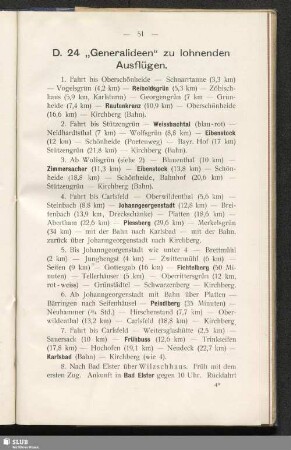 — 51 —
D. 24 „Generalideen" zu lohnenden
Ausflügen.
1. Fahrt bis Oberschönheide — Schnarrtanne (3,3 km)
— Vogelsgrün (4,2 km) — Reiboldsgrün (5,3 km) — Zöbisch-
haus (5,9 km, Karlsturm) — Georgengrün (7 km — Grün-
heide (7,4 km) — Rautenkranz (10,9 km) — Oberschönheide
(16,6 km) — Kirchberg (Bahn).
2. Fahrt bis Stützengrün — Weissbachtal (blau-rot) —
Neidhardtsthal (7 km) — Wolfsgrün (8,6 km) — Eibenstock
(12 km) — Schönheide (Purtenweg) — Bayr. Hof (17 km)
Stützengrün (21,8 km) — Kirchberg (Bahn).
3. Ab Wolfsgrün (siehe 2) — Blauenthal (10 km) —
Zimmersacher (11,3 km) — Eibenstock (13,8 km) — Schön-
heide (18,8 km) — Schönheide, Bahnhof (20,6 km) —
Stützengrün — Kirchberg (Bahn).
4. Fahrt bis Carlsfeld — Oberwildenthal (5,6 km) —
Steinbach (8,8 km) — Johanngeorgenstadt (12,8 km) — Brei-
tenbach (13,9 km, Dreckschänke) — Platten (18,6 km) —
Abertham (22,6 km) — Plessberg (29,6 km) — Merkelsgrün
(34 km) — mit der Bahn nach Karlsbad — mit der Bahn
zurück über Johanngeorgenstadt nach Kirchberg.
5. Bis Johanngeorgenstadt wie unter 4 — Brettmühl
(2 km) — Junghengst (4 km) — Zwittermühl (6 km) —
Seifen (9 km) — Gottesgab (16 km) — Fichtelberg (50 Mi-
nuten) — Tellerhäuser (5 km) — Oberrittersgrün (12 km,
rot-weiss) — Grünstädtel — Schwarzenberg — Kirchberg.
6. Ab Johanngeorgenstadt mit Bahn über Platten —
Bärringen nach Seifenhäusel — Peindlberg (35 Minuten) —
Neuhammer (¾ Std.) — Hirschenstand (7,7 km) — Ober-
wildenthal (13,2 km) — Carlsfeld (18,8 km) — Kirchberg
7. Fahrt bis Carlsfeld — Weitersglashütte (2,5 km) —
Sauersack (10 km) — Frühbuss (12,6 km) — Trinkseifen
(17,8 km) — Hochofen (19,1 km) — Neudeck (22,7 km) —
Karlsbad (Bahn) — Kirchberg (wie 4).
8. Nach Bad Elster über Wilzschhaus. Früh mit dem
ersten Zug. Ankunft in Bad Elster gegen 10 Uhr. Rückfahrt
4*
SLUB